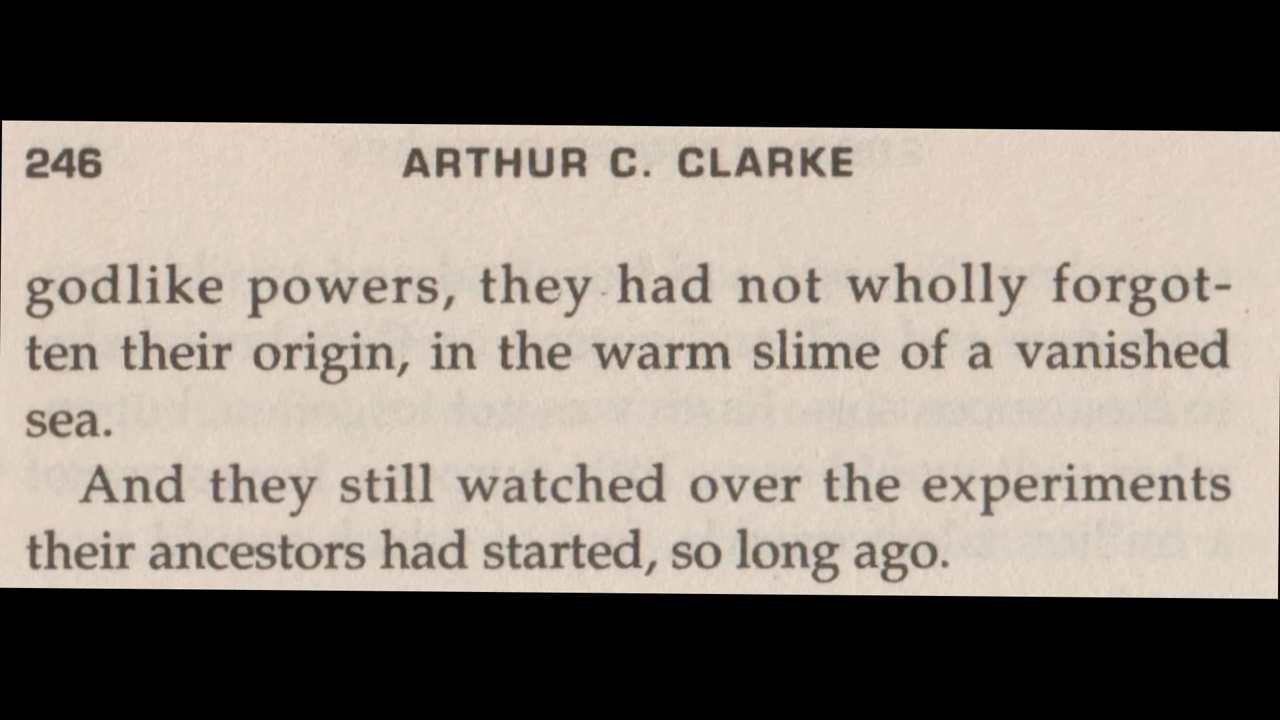 246 ARTHUR C. CLARKE
godlike powers, they had not wholly forgot-
ten their origin, in the warm slime of a vanished
sea.
And they still watched over the experiments
their ancestors had started, so long ago.